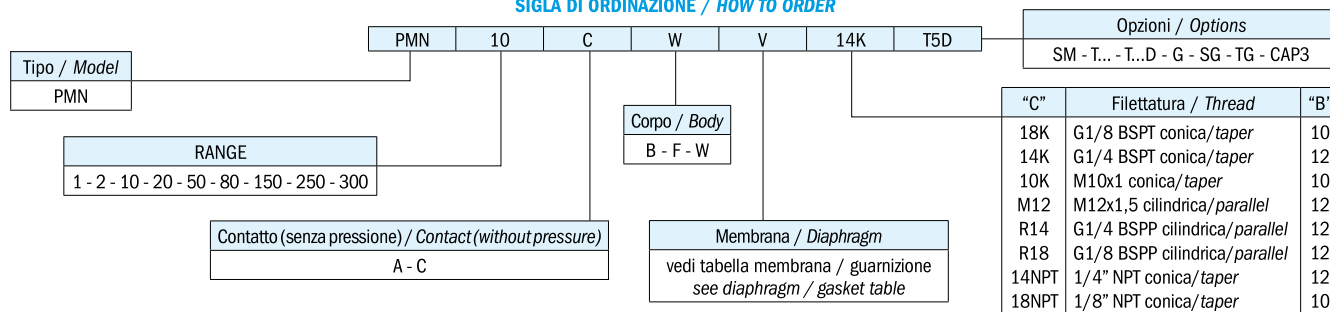 SIGLA DI ORDINAZIONE / HOW TO ORDER
PMN 10 C W V 14K T5D
Opzioni / Options
SM - T... - T...D - G - SG - TG - CAP3
Tipo / Model
PMN
RANGE
1 - 2 - 10 - 20 - 50 - 80 - 150 - 250 - 300
Contatto (senza pressione) / Contact (without pressure)
A - C
Corpo / Body
B - F - W
Membrana / Diaphragm
vedi tabella membrana / guarnizione
see diaphragm / gasket table
“C” Filettatura / Thread “B”
18K G1/8 BSPT conica/taper 10
14K G1/4 BSPT conica/taper 12
10K M10x1 conica/taper 10
M12 M12x1,5 cilindrica/parallel 12
R14 G1/4 BSPP cilindrica/parallel 12
R18 G1/8 BSPP cilindrica/parallel 12
14NPT 1/4” NPT conica/taper 12
18NPT 1/8” NPT conica/taper 10